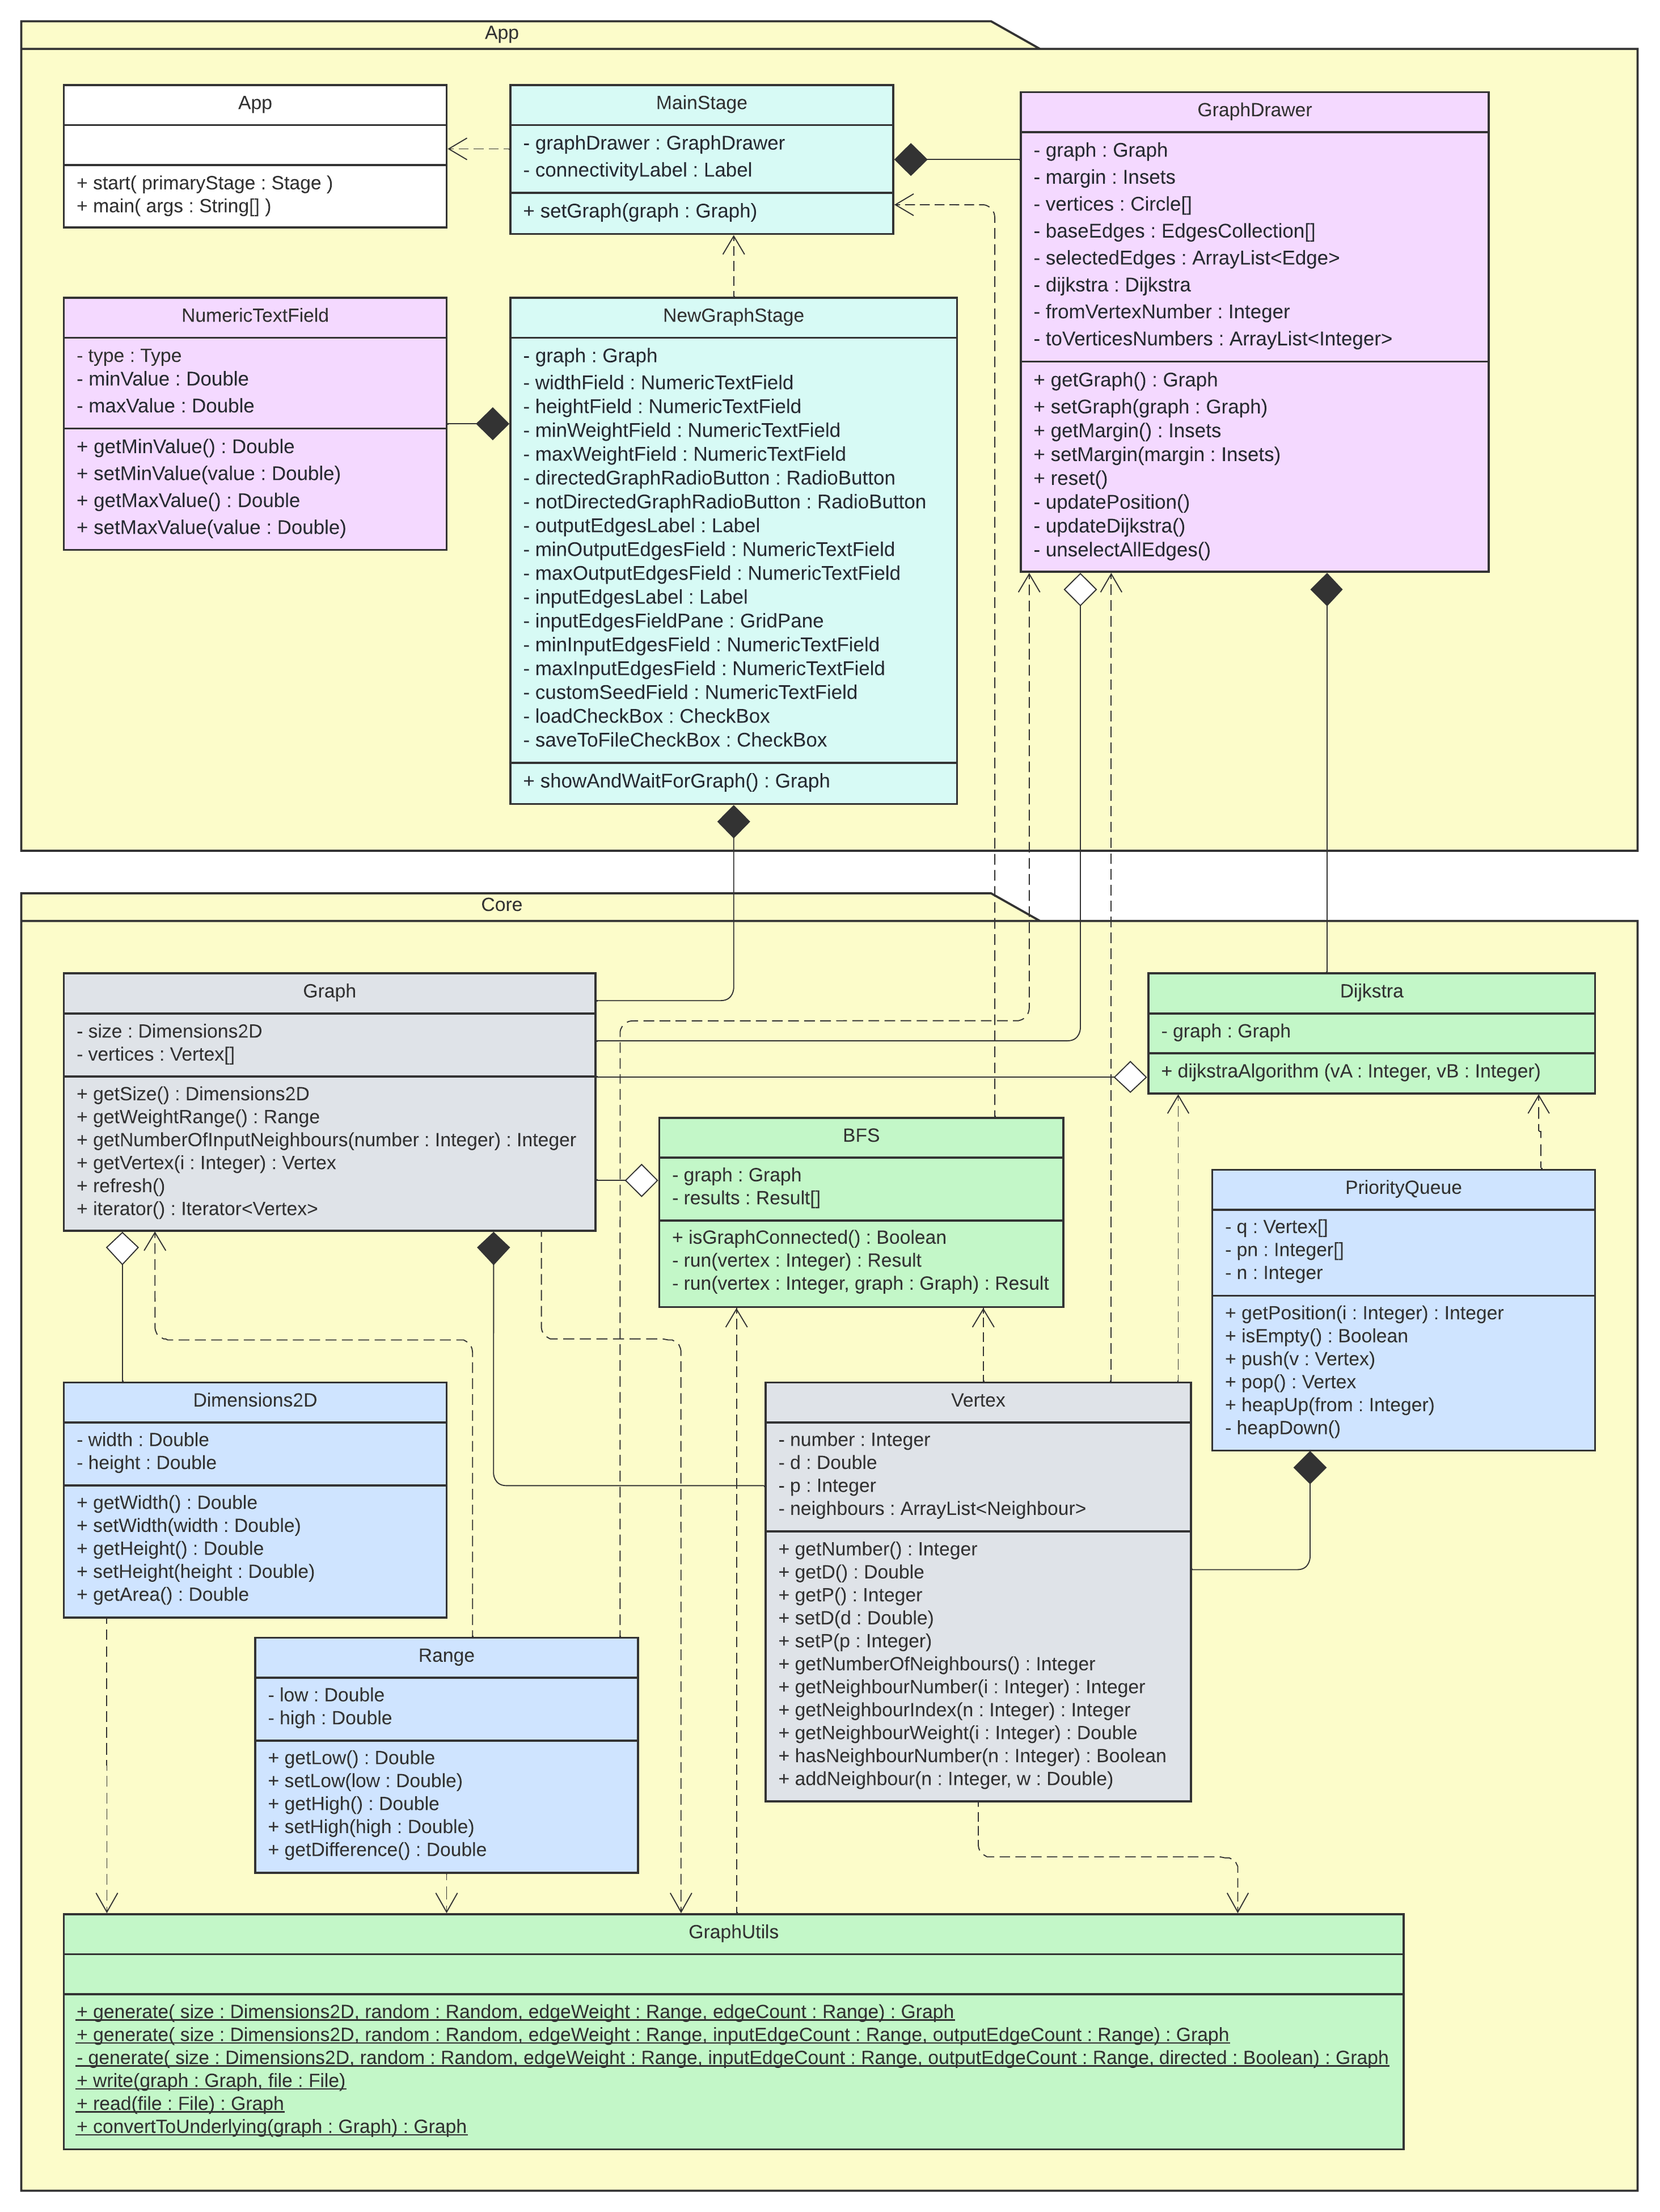 App
App
+ start( primaryStage : Stage )
+ main( args : String[] )
MainStage
- graphDrawer : GraphDrawer
- connectivityLabel : Label
+ setGraph(graph : Graph)
GraphDrawer
- graph : Graph
- margin : Insets
- vertices : Circle[]
- baseEdges : EdgesCollection[]
- selectedEdges : ArrayList<Edge>
- dijkstra : Dijkstra
- fromVertexNumber : Integer
- toVerticesNumbers : ArrayList<Integer>
+ getGraph() : Graph
+ setGraph(graph : Graph)
+ getMargin() : Insets
+ setMargin(margin : Insets)
+ reset()
- updatePosition()
- updateDijkstra()
- unselectAllEdges()
NumericTextField
- type : Type
- minValue : Double
- maxValue : Double
+ getMinValue() : Double
+ setMinValue(value : Double)
+ getMaxValue() : Double
+ setMaxValue(value : Double)
NewGraphStage
- graph : Graph
- widthField : NumericTextField
- heightField : NumericTextField
- minWeightField : NumericTextField
- maxWeightField : NumericTextField
- directedGraphRadioButton : RadioButton
- notDirectedGraphRadioButton : RadioButton
- outputEdgesLabel : Label
- minOutputEdgesField : NumericTextField
- maxOutputEdgesField : NumericTextField
- inputEdgesLabel : Label
- inputEdgesFieldPane : GridPane
- minInputEdgesField : NumericTextField
- maxInputEdgesField : NumericTextField
- customSeedField : NumericTextField
- loadCheckBox : CheckBox
- saveToFileCheckBox : CheckBox
+ showAndWaitForGraph() : Graph
Core
Graph
- size : Dimensions2D
- vertices : Vertex[]
+ getSize() : Dimensions2D
+ getWeightRange() : Range
+ getNumberOfInputNeighbours(number : Integer) : Integer
+ getVertex(i : Integer) : Vertex
+ refresh()
+ iterator() : Iterator<Vertex>
Dijkstra
- graph : Graph
+ dijkstraAlgorithm (vA : Integer, vB : Integer)
BFS
- graph : Graph
- results : Result[]
+ isGraphConnected() : Boolean
- run(vertex : Integer) : Result
- run(vertex : Integer, graph : Graph) : Result
PriorityQueue
- q : Vertex[]
- pn : Integer[]
- n : Integer
+ getPosition(i : Integer) : Integer
+ isEmpty() : Boolean
+ push(v : Vertex)
+ pop() : Vertex
+ heapUp(from : Integer)
- heapDown()
Dimensions2D
- width : Double
- height : Double
+ getWidth() : Double
+ setWidth(width : Double)
+ getHeight() : Double
+ setHeight(height : Double)
+ getArea() : Double
Vertex
- number : Integer
- d : Double
- p : Integer
- neighbours : ArrayList<Neighbour>
+ getNumber() : Integer
+ getD() : Double
+ getP() : Integer
+ setD(d : Double)
+ setP(p : Integer)
+ getNumberOfNeighbours() : Integer
+ getNeighbourNumber(i : Integer) : Integer
+ getNeighbourIndex(n : Integer) : Integer
+ getNeighbourWeight(i : Integer) : Double
+ hasNeighbourNumber(n : Integer) : Boolean
+ addNeighbour(n : Integer, w : Double)
Range
- low : Double
- high : Double
+ getLow() : Double
+ setLow(low : Double)
+ getHigh() : Double
+ setHigh(high : Double)
+ getDifference() : Double
GraphUtils
+ generate( size : Dimensions2D, random : Random, edgeWeight : Range, edgeCount : Range) : Graph
+ generate( size : Dimensions2D, random : Random, edgeWeight : Range, inputEdgeCount : Range, outputEdgeCount : Range) : Graph
- generate( size : Dimensions2D, random : Random, edgeWeight : Range, inputEdgeCount : Range, outputEdgeCount : Range, directed : Boolean) : Graph
+ write(graph : Graph, file : File)
+ read(file : File) : Graph
+ convertToUnderlying(graph : Graph) : Graph